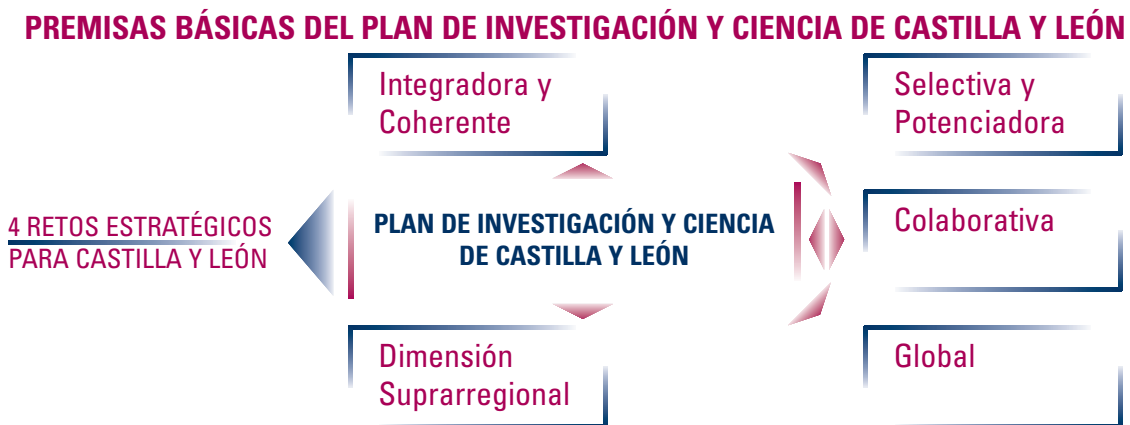 PREMISAS BÁSICAS DEL PLAN DE INVESTIGACIÓN Y CIENCIA DE CASTILLA Y LEÓN
Integradora y
Coherente
Selectiva y
Potenciadora
4 RETOS ESTRATÉGICOS
PARA CASTILLA Y LEÓN
PLAN DE INVESTIGACIÓN Y CIENCIA
DE CASTILLA Y LEÓN
Colaborativa
Dimensión
Suprarregional
Global